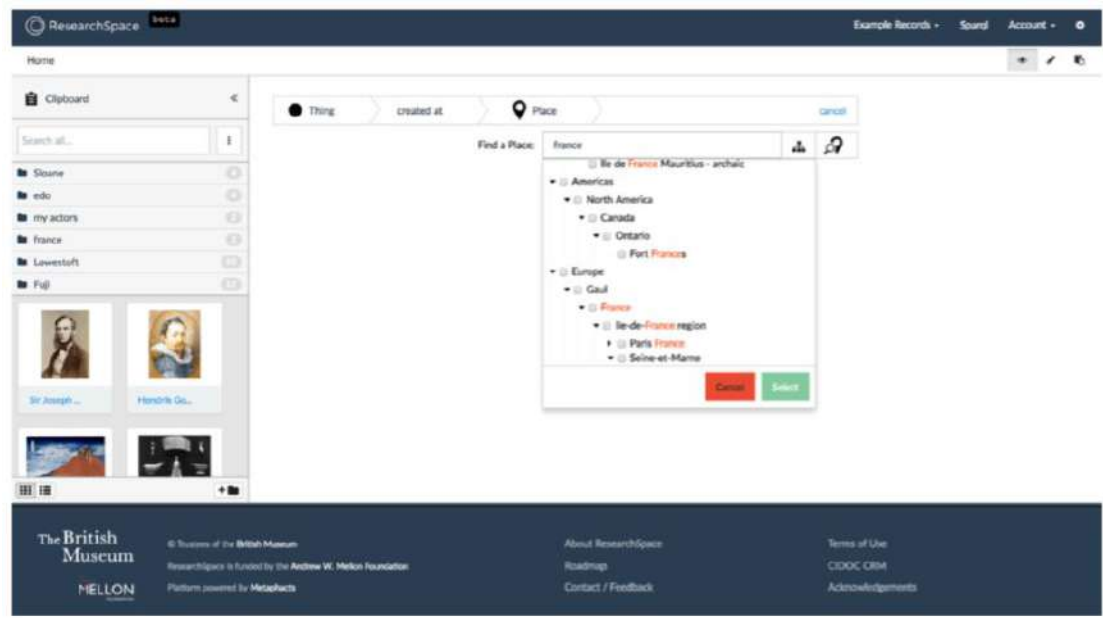 ResearchSpace beta
Example Records
Sparql
Account
Home
Clipboard
Thing
created at
Place
cancel
Search all...
Find a Place:
france
Sloane
edo
my actors
france
Lowestoft
Fuji
Ile de France Mauritius - archaic
Americas
North America
Canada
Ontario
Fort Frances
Europe
Gaul
France
Ile-de-France region
Paris France
Seine-et-Marne
Cancel
Select
Sir Joseph ...
Hendrik Go...
The British
Museum
MELLON
© Trustees of the British Museum
ResearchSpace is funded by the Andrew W. Mellon Foundation
Platform powered by Metaphacts
About ResearchSpace
Roadmap
Contact / Feedback
Terms of Use
CIDOC CRM
Acknowledgements